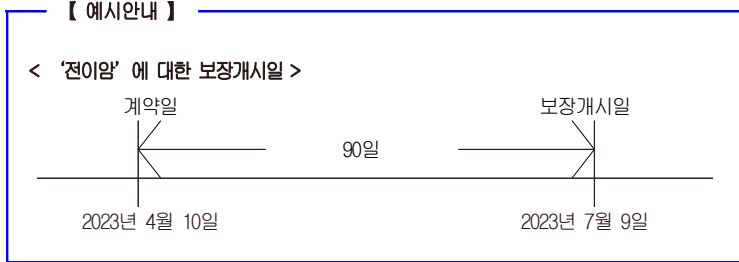 【 예시안내 】
< ‘전이암’ 에 대한 보장개시일 >
계약일 보장개시일
90일
2023년 4월 10일 2023년 7월 9일